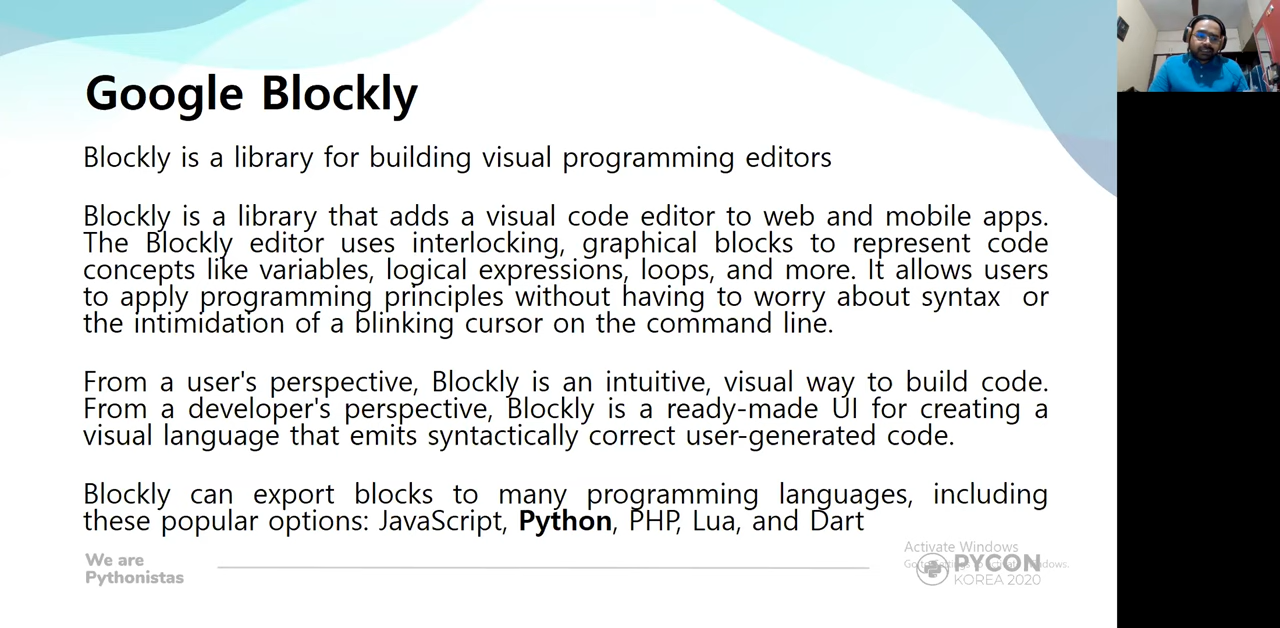 Google Blockly
Blockly is a library for building visual programming editors
Blockly is a library that adds a visual code editor to web and mobile apps.
The Blockly editor uses interlocking, graphical blocks to represent code
concepts like variables, logical expressions, loops, and more. It allows users
to apply programming principles without having to worry about syntax  or
the intimidation of a blinking cursor on the command line.
From a user's perspective, Blockly is an intuitive, visual way to build code.
From a developer's perspective, Blockly is a ready-made UI for creating a
visual language that emits syntactically correct user-generated code.
Blockly can export blocks to many programming languages, including
these popular options: JavaScript, Python, PHP, Lua, and Dart
We are
Pythonistas
Activate Windows
PYCON
KOREA 2020